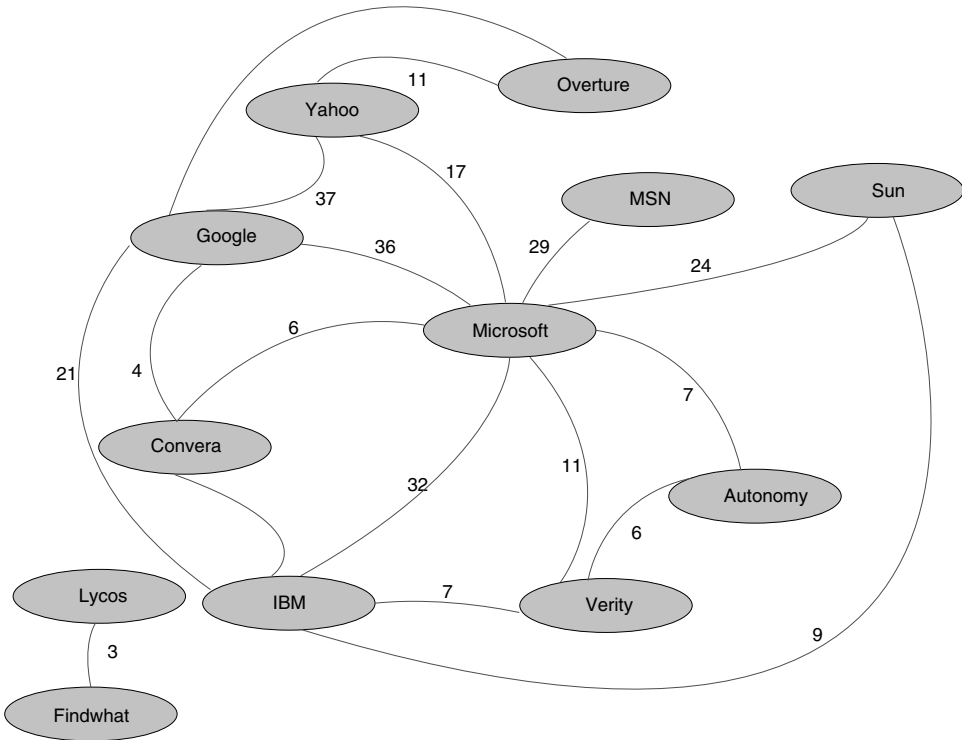 11
Overture
Yahoo
17
MSN
Sun
37
Google
36
29
24
6
Microsoft
21
4
7
Convera
11
32
Autonomy
6
Lycos
IBM
7
Verity
9
3
Findwhat